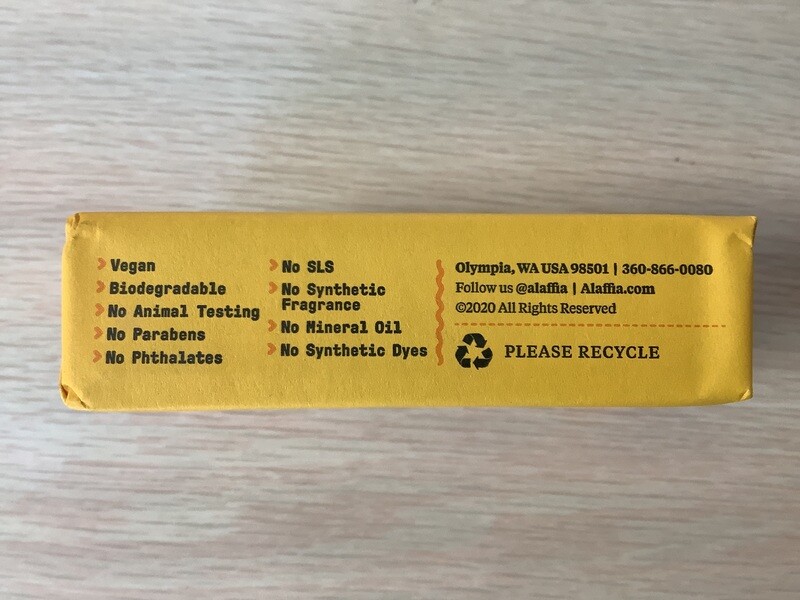 Vegan
Biodegradable
No Animal Testing
No Parabens
No Phthalates
No SLS
No Synthetic
Fragrance
No Mineral Oil
No Synthetic Dyes
Olympia, WA USA 98501 | 360-866-0080
Follow us @alaffia | Alaffia.com
©2020 All Rights Reserved
PLEASE RECYCLE